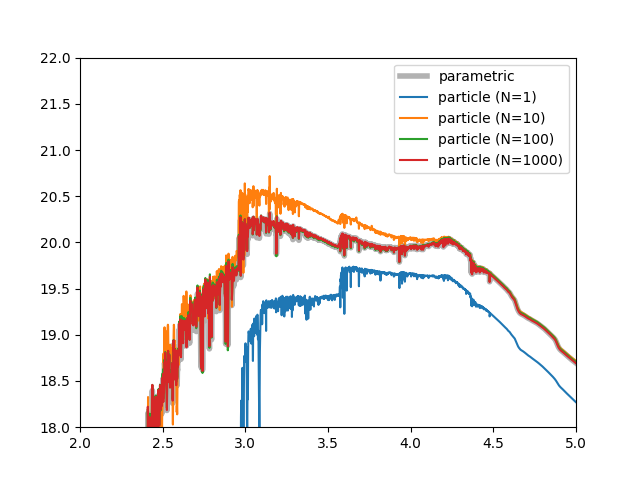 22.0
21.5
21.0
20.5
20.0
19.5
19.0
18.5
18.0
2.0 2.5 3.0 3.5 4.0 4.5 5.0
parametric
particle (N=1)
particle (N=10)
particle (N=100)
particle (N=1000)